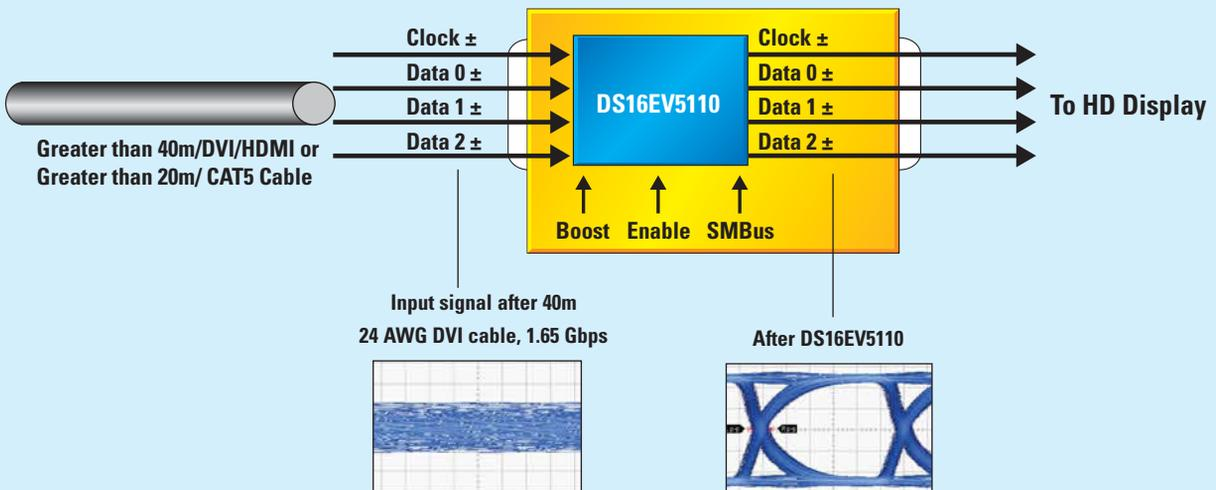 Clock ±
Data 0 ±
Data 1 ±
Data 2 ±
DS16EV5110
Clock ±
Data 0 ±
Data 1 ±
Data 2 ±
To HD Display
Greater than 40m/DVI/HDMI or
Greater than 20m/ CAT5 Cable
Boost Enable SMBus
Input signal after 40m
24 AWG DVI cable, 1.65 Gbps
After DS16EV5110